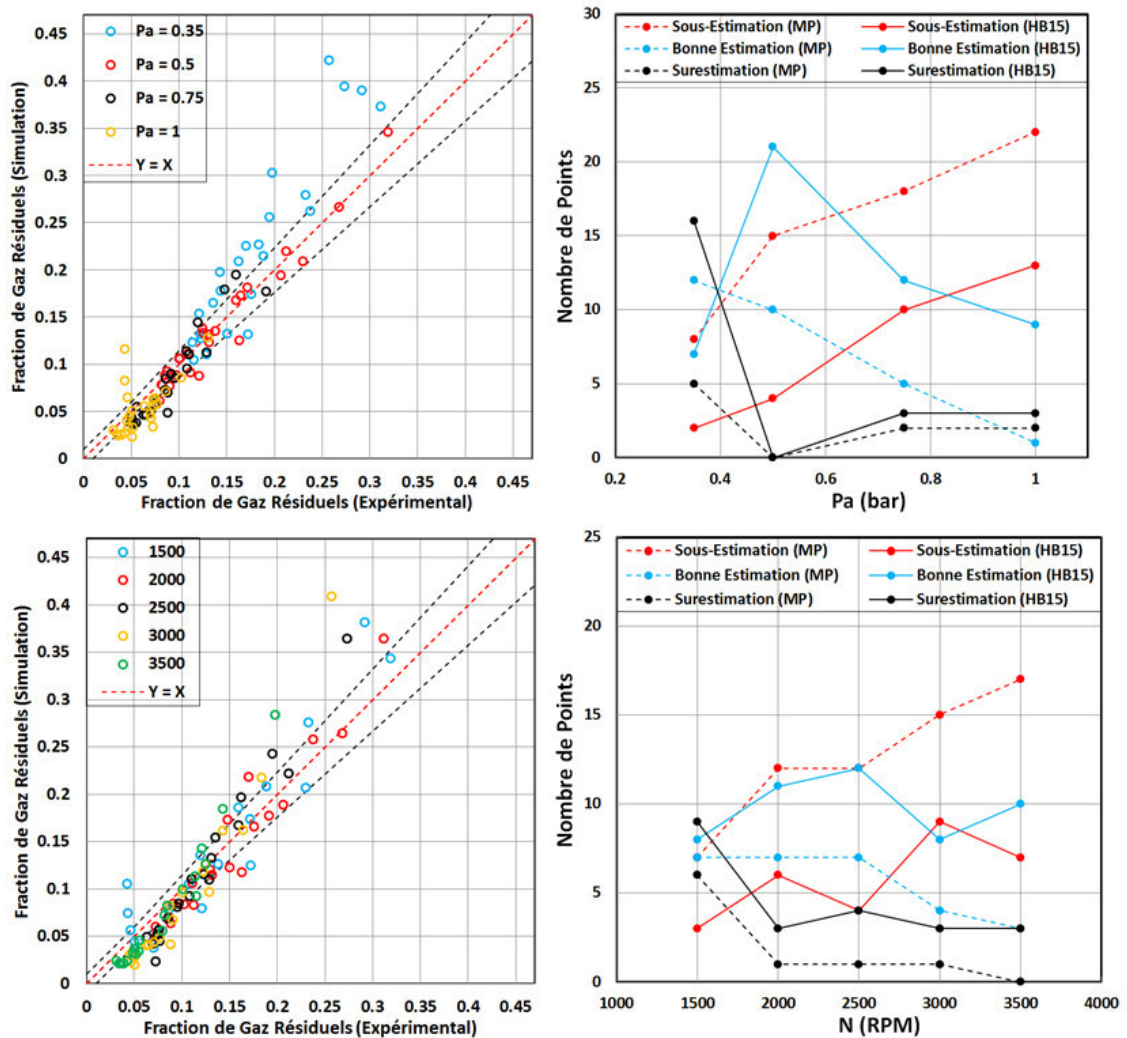 Fraction de Gaz Résiduels (Simulation)
0.45
0.4
0.35
0.3
0.25
0.2
0.15
0.1
0.05
0
Pa = 0.35
Pa = 0.5
Pa = 0.75
Pa = 1
Y = X
0 0.05 0.1 0.15 0.2 0.25 0.3 0.35 0.4 0.45
Fraction de Gaz Résiduels (Expérimental)
Nombre de Points
30
25
20
15
10
5
0
Sous-Estimation (MP) Sous-Estimation (HB15)
Bonne Estimation (MP) Bonne Estimation (HB15)
Surestimation (MP) Surestimation (HB15)
0.2 0.4 0.6 0.8 1
Pa (bar)
Fraction de Gaz Résiduels (Simulation)
0.45
0.4
0.35
0.3
0.25
0.2
0.15
0.1
0.05
0
1500
2000
2500
3000
3500
Y = X
0 0.05 0.1 0.15 0.2 0.25 0.3 0.35 0.4 0.45
Fraction de Gaz Résiduels (Expérimental)
Nombre de Points
25
20
15
10
5
0
Sous-Estimation (MP) Sous-Estimation (HB15)
Bonne Estimation (MP) Bonne Estimation (HB15)
Surestimation (MP) Surestimation (HB15)
1000 1500 2000 2500 3000 3500 4000
N (RPM)